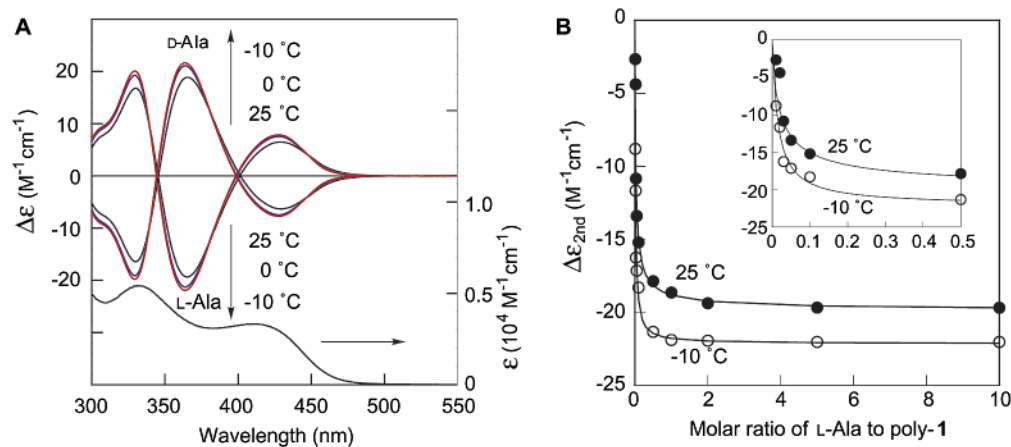 A
D-Ala
-10 ˚C
0 ˚C
25 ˚C
20
10
0
-10
-20
Δε (M⁻¹cm⁻¹)
25 ˚C
0 ˚C
-10 ˚C
L-Ala
1.0
0.5
0
ε (10⁴ M⁻¹cm⁻¹)
300 350 400 450 500 550
Wavelength (nm)
B
0
-5
-10
-15
-20
-25
Δε2nd (M⁻¹cm⁻¹)
25 ˚C
-10 ˚C
0 2 4 6 8 10
Molar ratio of L-Ala to poly-1
0
-5
-10
-15
-20
-25
25 ˚C
-10 ˚C
0 0.1 0.2 0.3 0.4 0.5